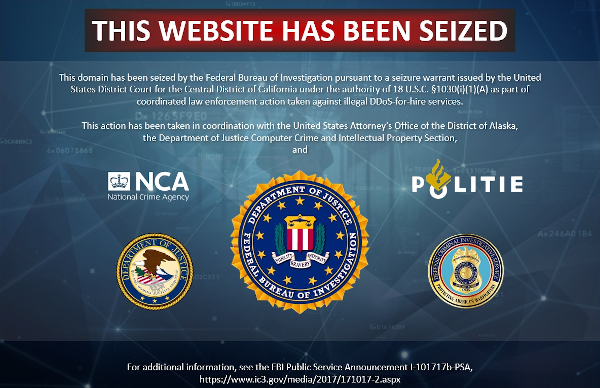 THIS WEBSITE HAS BEEN SEIZED
This domain has been seized by the Federal Bureau of Investigation pursuant to a seizure warrant issued by the United
States District Court for the Central District of California under the authority of 18 U.S.C. §1030(i)(1)(A) as part of
coordinated law enforcement action taken against illegal DDoS-for-hire services.
This action has been taken in coordination with the United States Attorney's Office of the District of Alaska,
the Department of Justice Computer Crime and Intellectual Property Section,
and
NCA
National Crime Agency
POLITIE
DEPARTMENT OF JUSTICE
FEDERAL BUREAU OF INVESTIGATION
FIDELITY BRAVERY INTEGRITY
DEPARTMENT OF JUSTICE
For additional information, see the FBI Public Service Announcement I-101717b-PSA,
https://www.ic3.gov/media/2017/171017-2.aspx